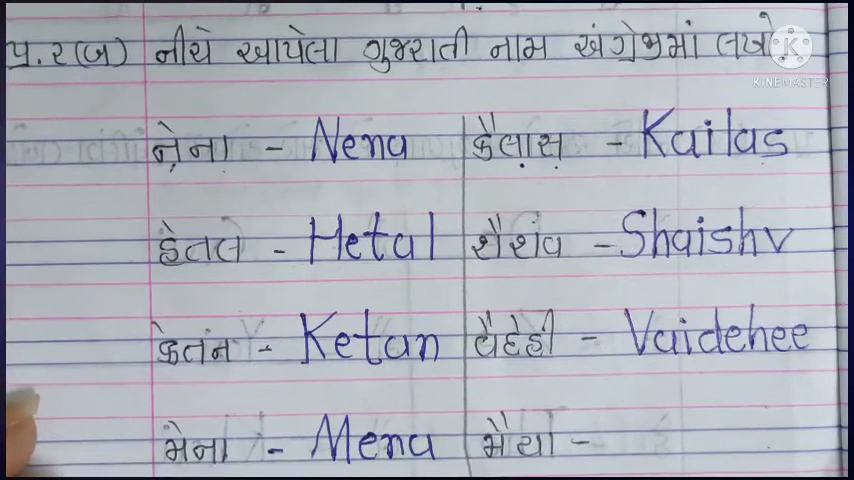 પ્ર.૨(બ) નીચે આપેલા ગુજરાતી નામ અંગ્રેજીમાં લખો
KINEMASTER
નેના - Nena | કૈલાસ - Kailas
હેતલ - Hetal | શૈશવ - Shaishv
કેતન - Ketan | વૈદેહી - Vaidehee
મેના - Mena | મૈયા -